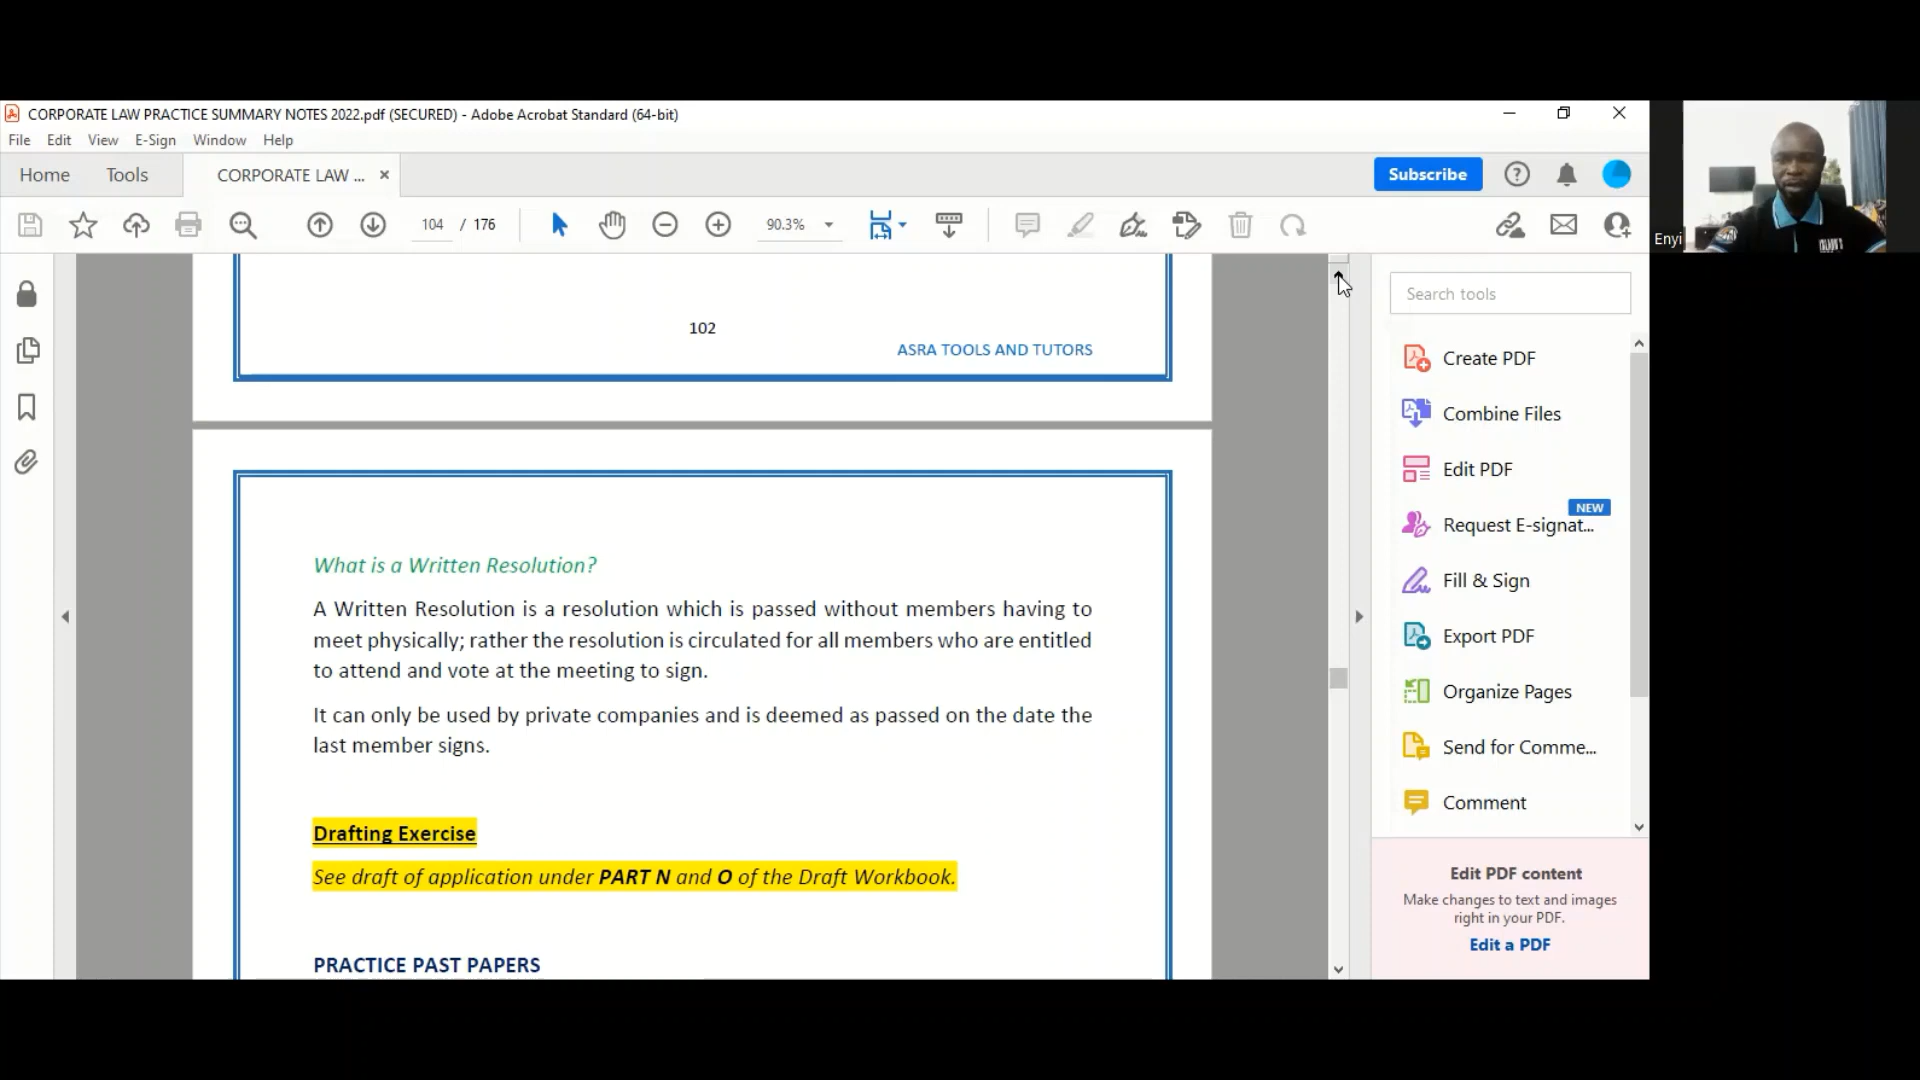 CORPORATE LAW PRACTICE SUMMARY NOTES 2022.pdf (SECURED) - Adobe Acrobat Standard (64-bit)
File Edit View E-Sign Window Help
Home Tools CORPORATE LAW ... Subscribe
104 / 176 90.3%
Enyi
102
ASRA TOOLS AND TUTORS
What is a Written Resolution?
A Written Resolution is a resolution which is passed without members having to
meet physically; rather the resolution is circulated for all members who are entitled
to attend and vote at the meeting to sign.
It can only be used by private companies and is deemed as passed on the date the
last member signs.
Drafting Exercise
See draft of application under PART N and O of the Draft Workbook.
PRACTICE PAST PAPERS
Search tools
Create PDF
Combine Files
Edit PDF
NEW
Request E-signat...
Fill & Sign
Export PDF
Organize Pages
Send for Comme...
Comment
Edit PDF content
Make changes to text and images
right in your PDF.
Edit a PDF